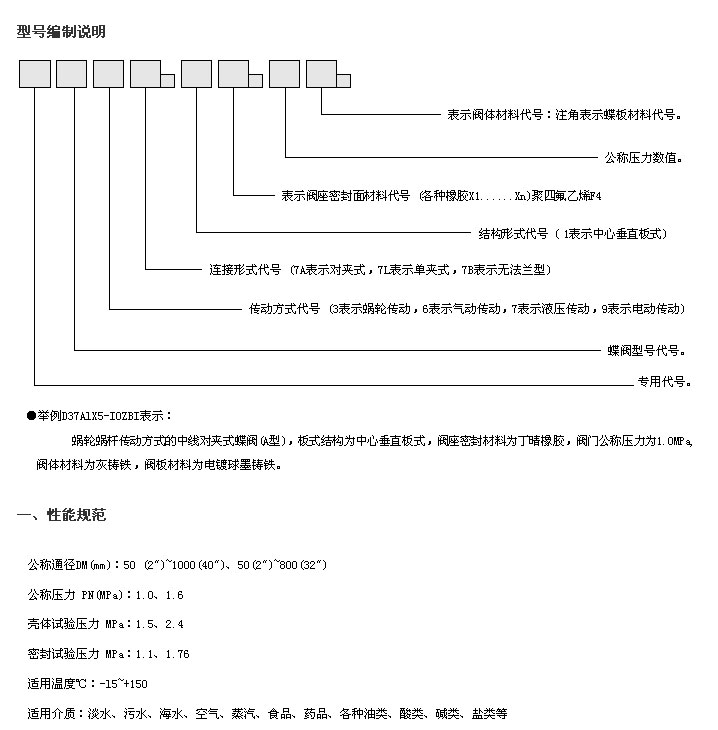 型号编制说明
表示阀体材料代号：注角表示蝶板材料代号。
公称压力数值。
表示阀座密封面材料代号 (各种橡胶X1......Xn)聚四氟乙烯F4
结构形式代号 ( 1表示中心垂直板式)
连接形式代号 (7A表示对夹式，7L表示单夹式，7B表示无法兰型)
传动方式代号 (3表示蜗轮传动，6表示气动传动，7表示液压传动，9表示电动传动)
蝶阀型号代号。
专用代号。
●举例D37A1X5-IOZBI表示：
蜗轮蜗杆传动方式的中线对夹式蝶阀(A型)，板式结构为中心垂直板式，阀座密封材料为丁晴橡胶，阀门公称压力为1.0MPa,
阀体材料为灰铸铁，阀板材料为电镀球墨铸铁。
一、性能规范
公称通径DM(mm)：50 (2")~1000(40")、50(2")~800(32")
公称压力 PN(MPa)：1.0、1.6
壳体试验压力 MPa：1.5、2.4
密封试验压力 MPa：1.1、1.76
适用温度℃：-15~+150
适用介质：淡水、污水、海水、空气、蒸汽、食品、药品、各种油类、酸类、碱类、盐类等